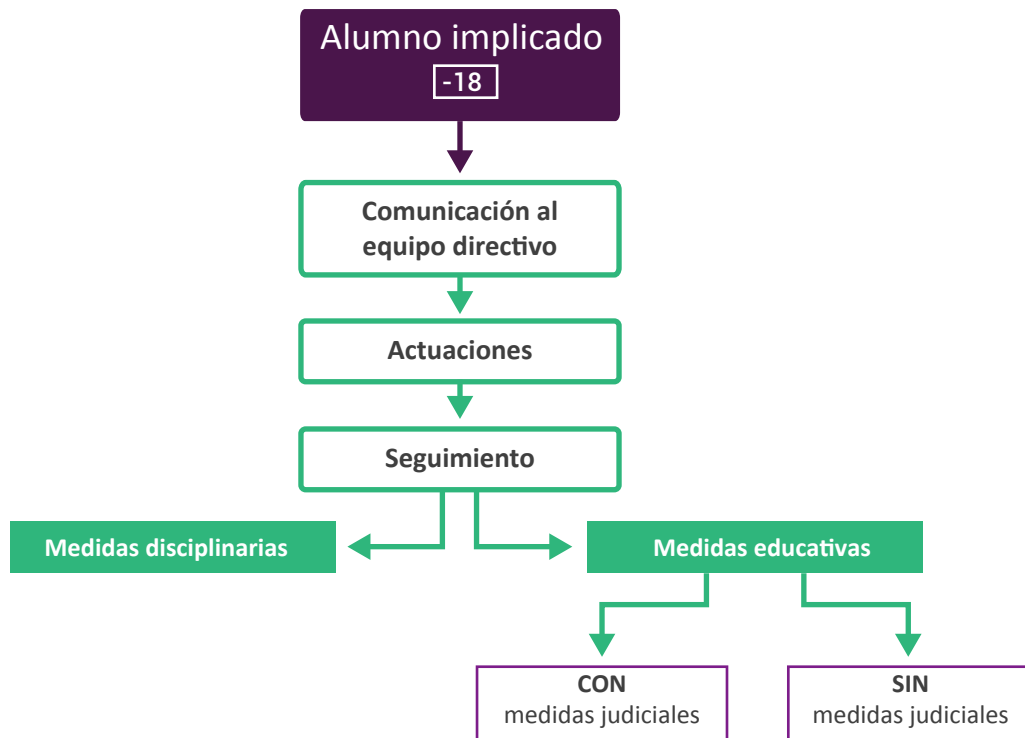 Alumno implicado
-18
Comunicación al
equipo directivo
Actuaciones
Seguimiento
Medidas disciplinarias
Medidas educativas
CON
medidas judiciales
SIN
medidas judiciales